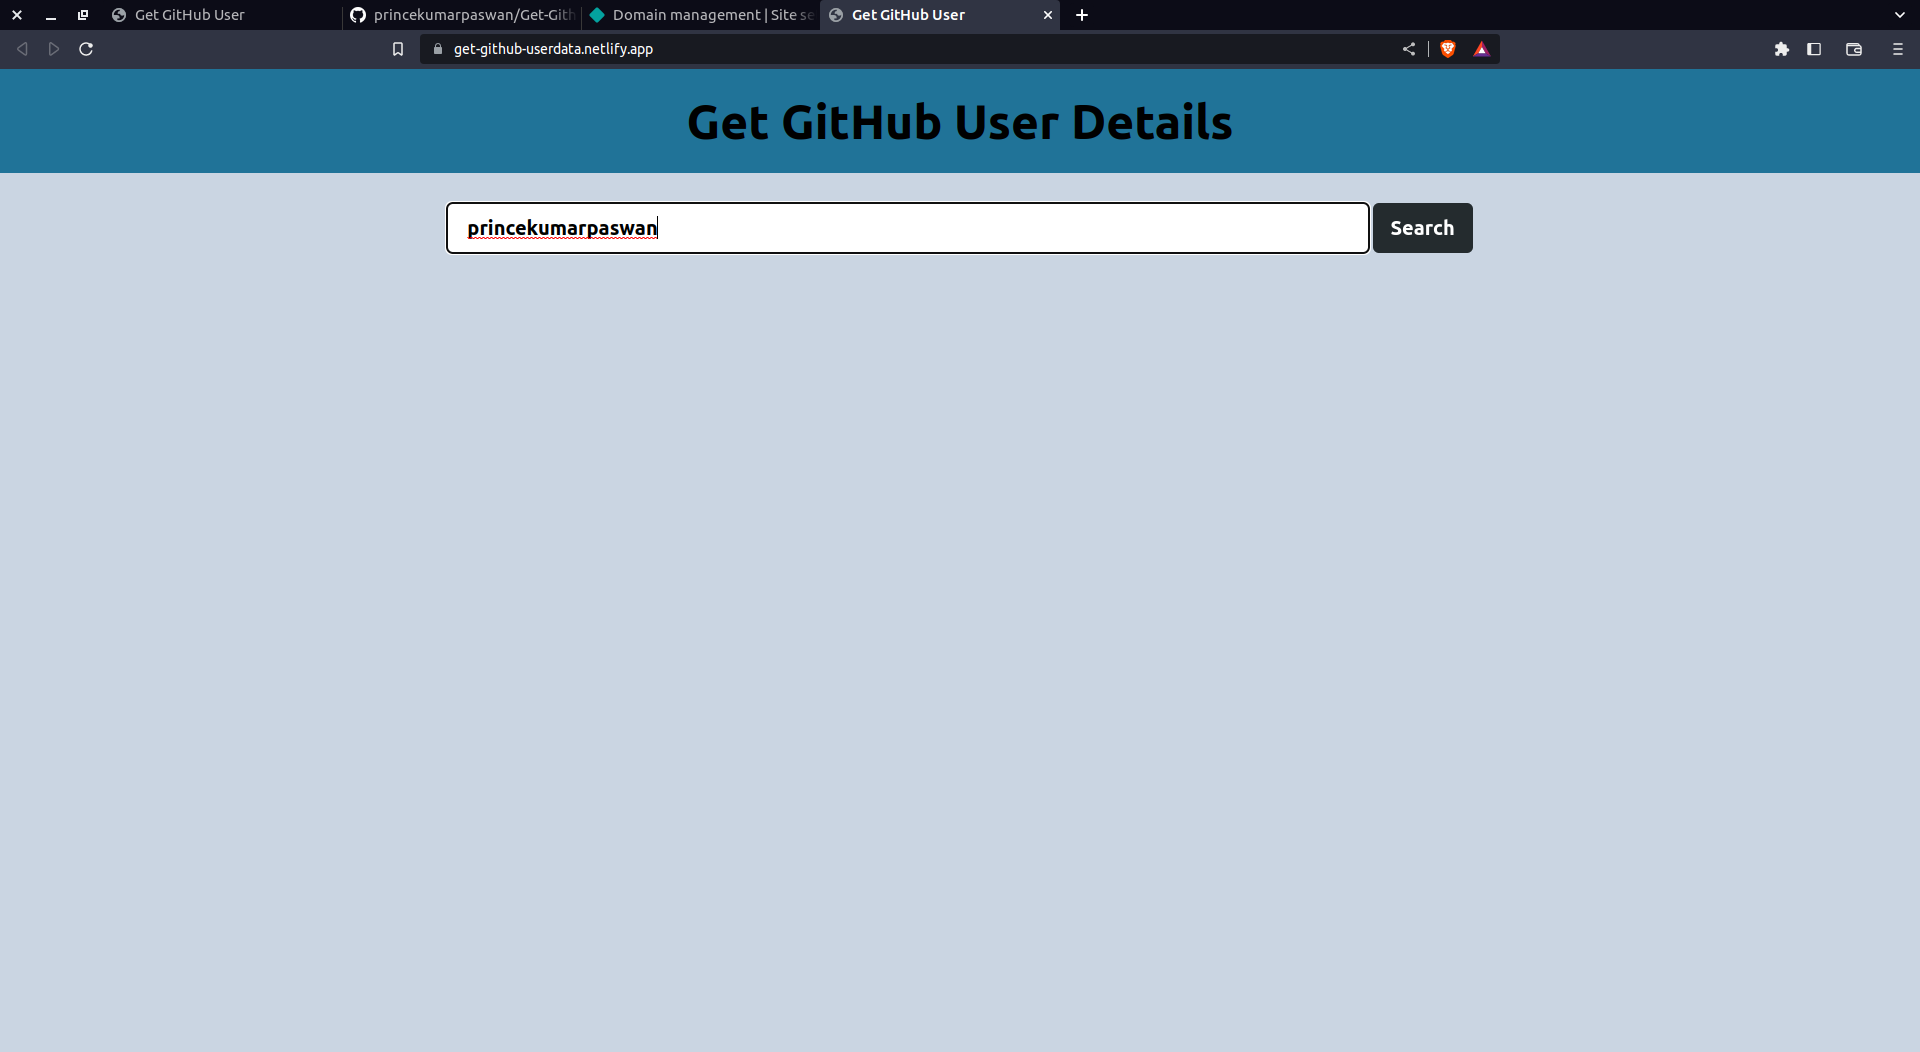 Get GitHub User
princekumarpaswan/Get-Gith
Domain management | Site se
Get GitHub User
get-github-userdata.netlify.app
Get GitHub User Details
princekumarpaswan
Search